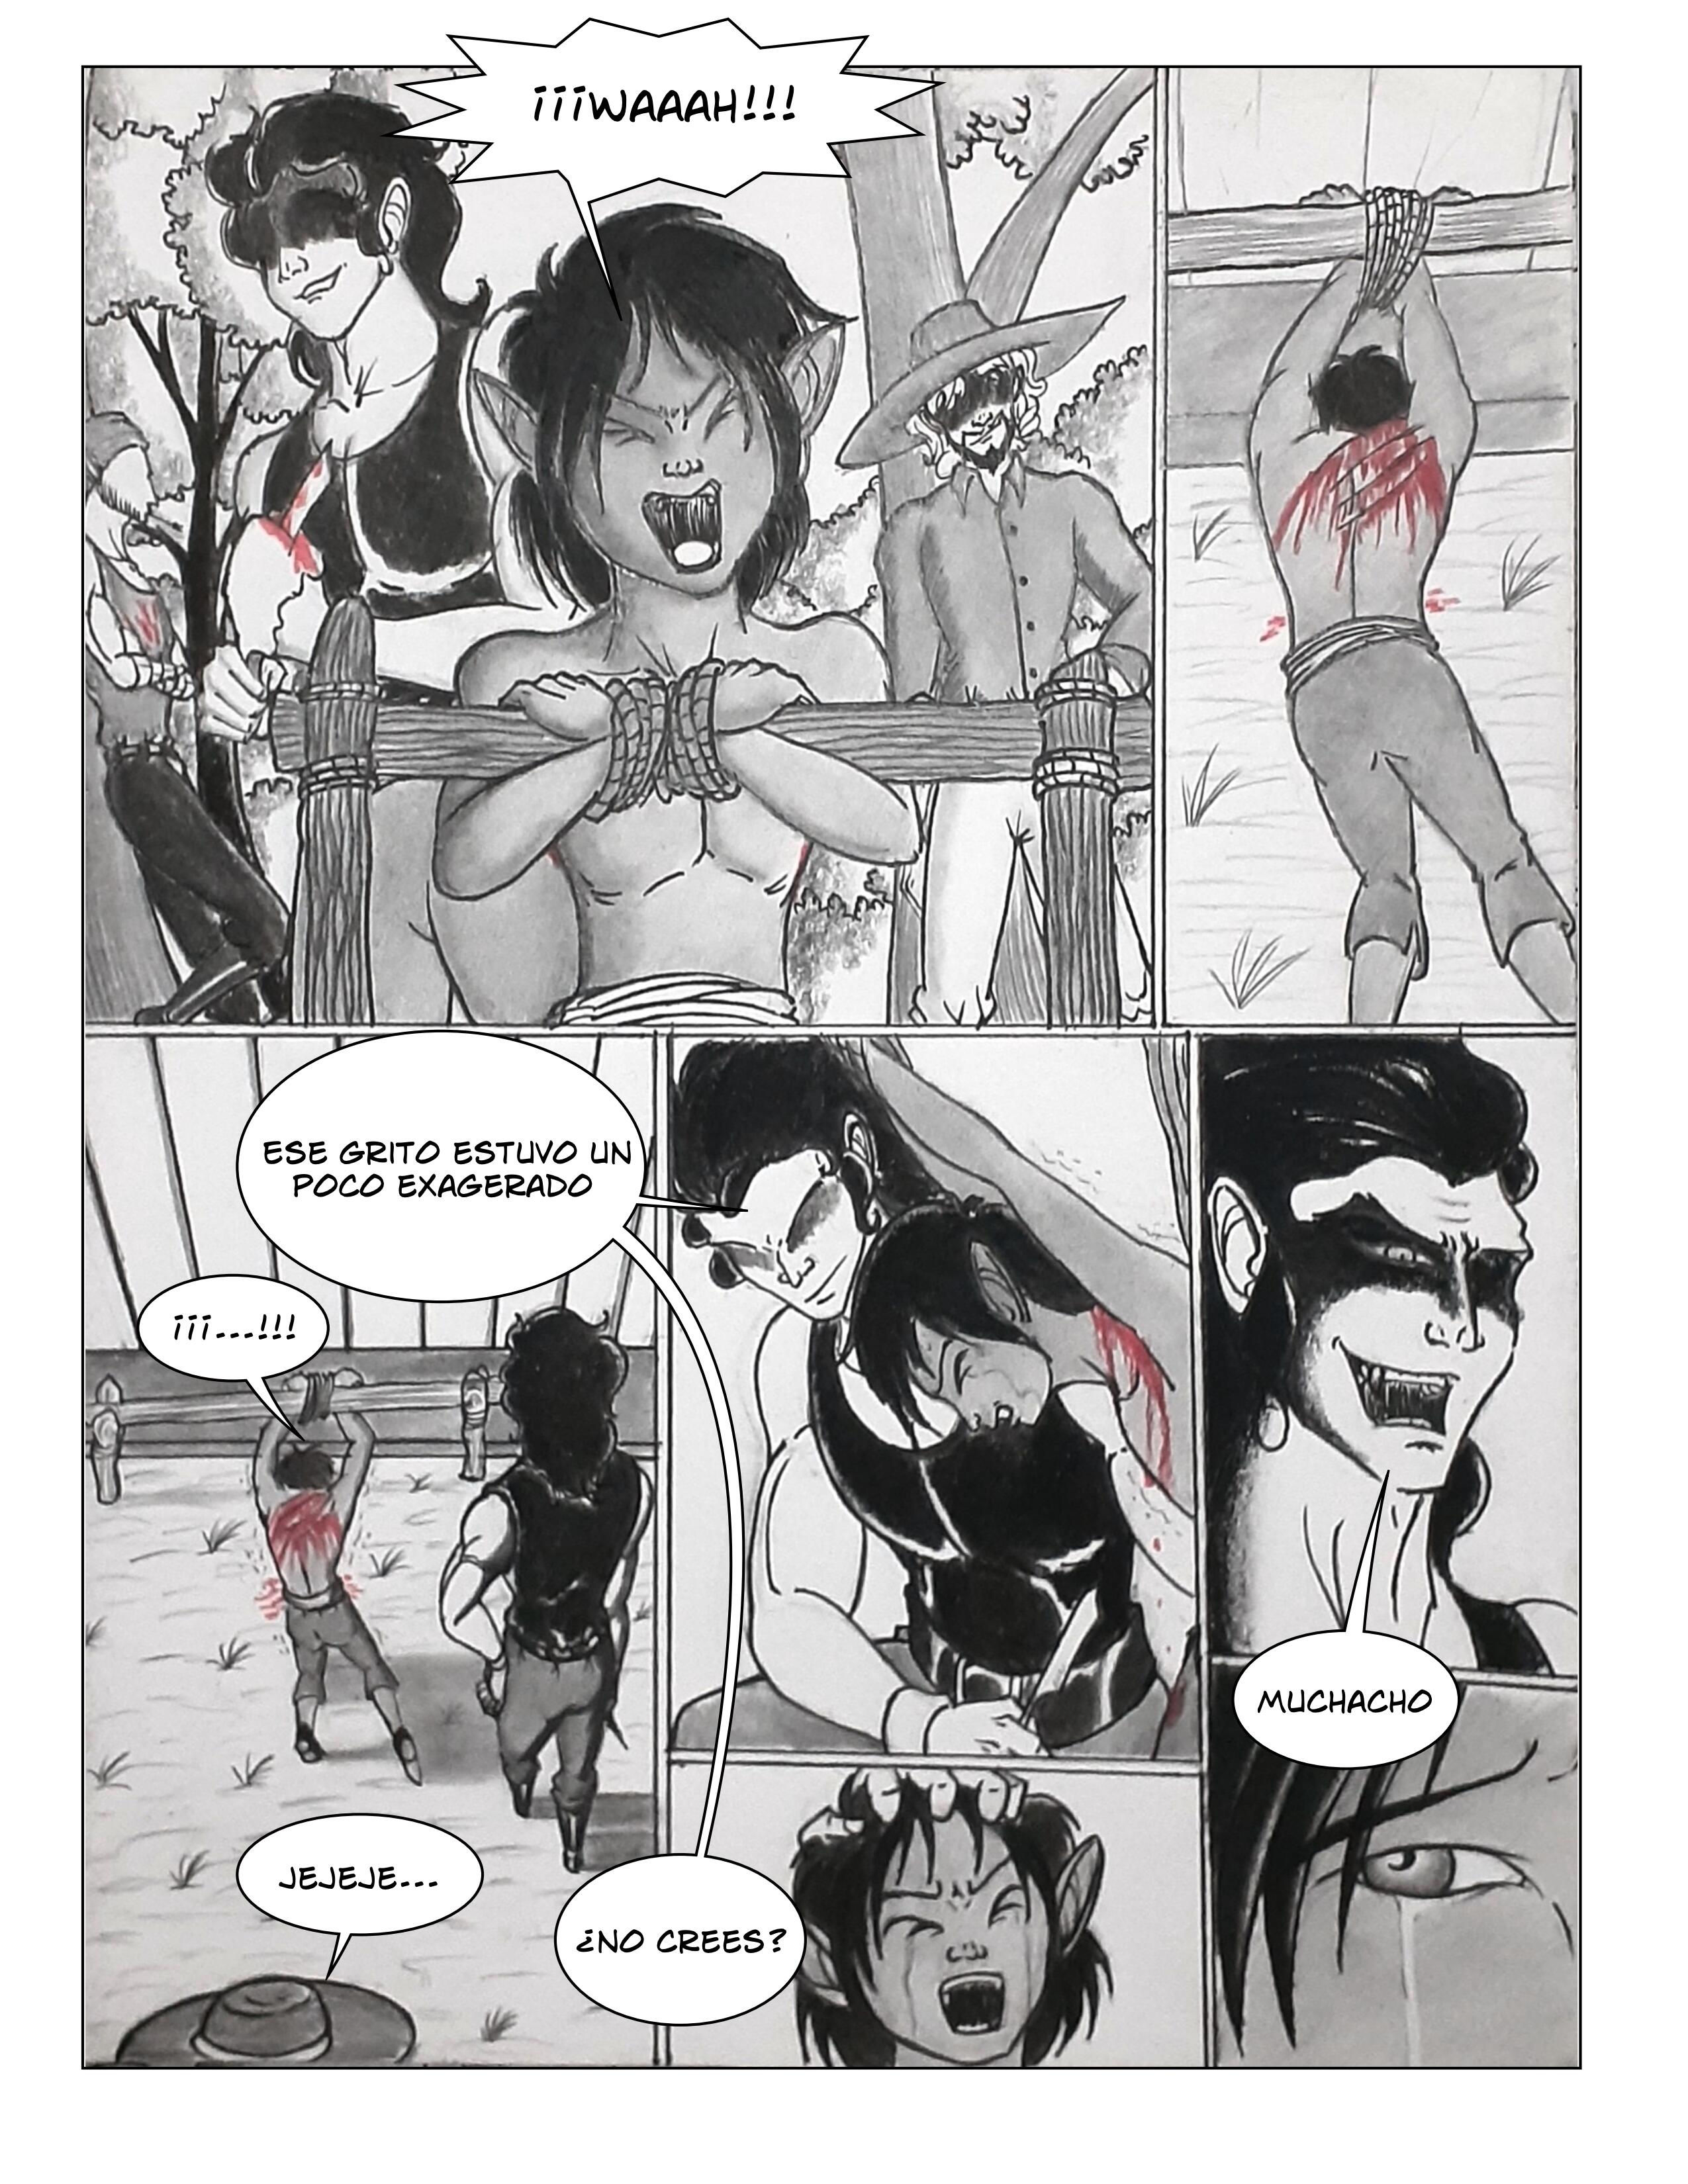 ¡¡¡WAAAH!!!
ESE GRITO ESTUVO UN
POCO EXAGERADO
¡¡¡...!!!
JEJEJE...
¿NO CREES?
MUCHACHO